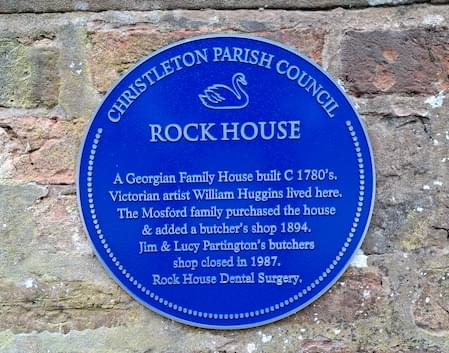 CHRISTLETON PARISH COUNCIL
ROCK HOUSE
A Georgian Family House built C 1780's.
Victorian artist William Huggins lived here.
The Mosford family purchased the house
& added a butcher's shop 1894.
Jim & Lucy Partington's butchers
shop closed in 1987.
Rock House Dental Surgery.